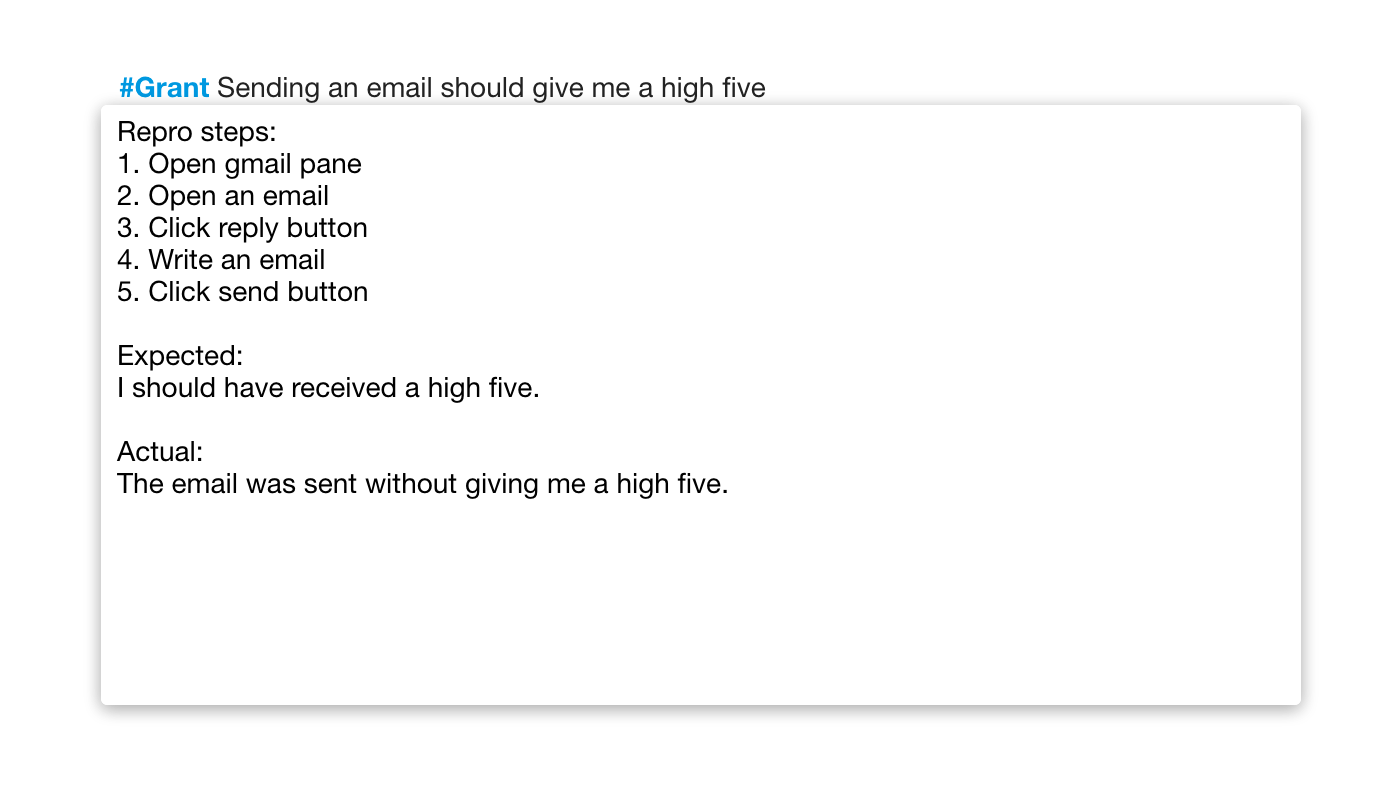 #Grant Sending an email should give me a high five
Repro steps:
1. Open gmail pane
2. Open an email
3. Click reply button
4. Write an email
5. Click send button
Expected:
I should have received a high five.
Actual:
The email was sent without giving me a high five.